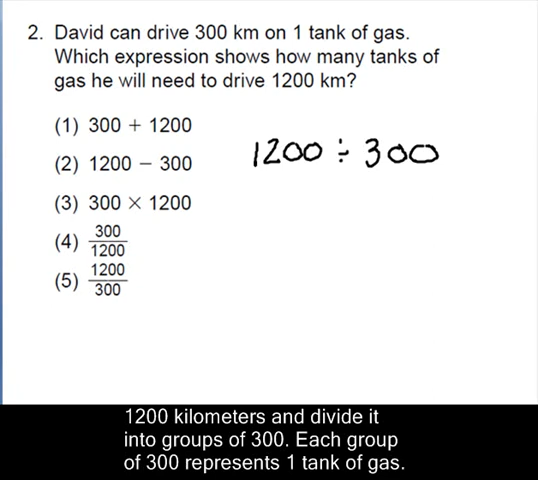 2. David can drive 300 km on 1 tank of gas.
Which expression shows how many tanks of
gas he will need to drive 1200 km?
(1) 300 + 1200
1200 ÷ 300
(2) 1200 − 300
(3) 300 × 1200
(4) 300/1200
(5) 1200/300
1200 kilometers and divide it
into groups of 300. Each group
of 300 represents 1 tank of gas.